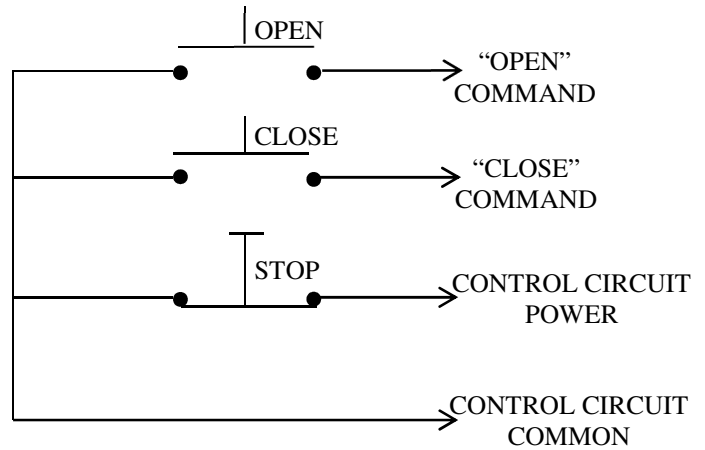 OPEN
“OPEN”
COMMAND
CLOSE
“CLOSE”
COMMAND
STOP
CONTROL CIRCUIT
POWER
CONTROL CIRCUIT
COMMON